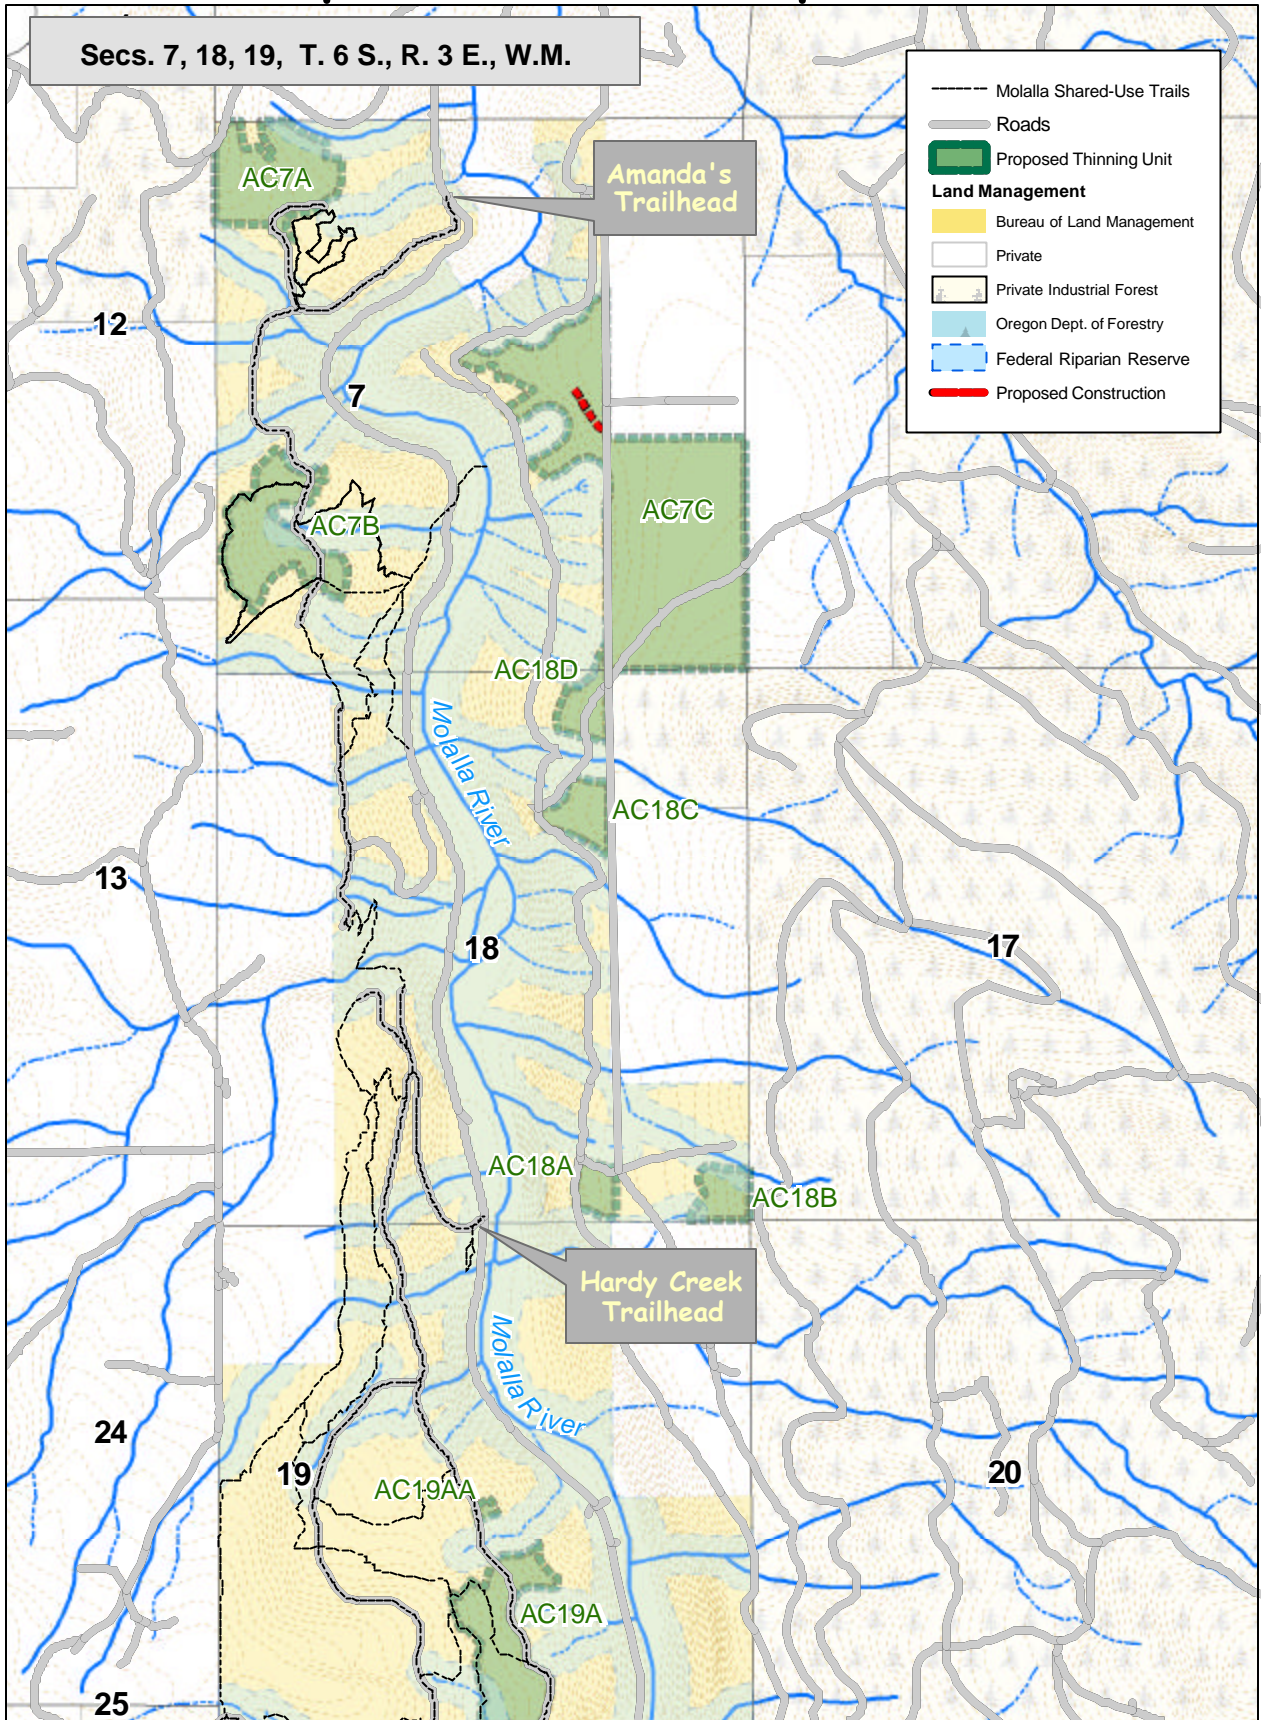 Secs. 7, 18, 19, T. 6 S., R. 3 E., W.M.
Molalla Shared-Use Trails
Roads
Proposed Thinning Unit
Land Management
Bureau of Land Management
Private
Private Industrial Forest
Oregon Dept. of Forestry
Federal Riparian Reserve
Proposed Construction
AC7A
Amanda's
Trailhead
12
7
AC7C
AC7B
AC18D
Molalla River
AC18C
13
18
17
AC18A
AC18B
Hardy Creek
Trailhead
Molalla River
24
19
20
AC19AA
AC19A
25